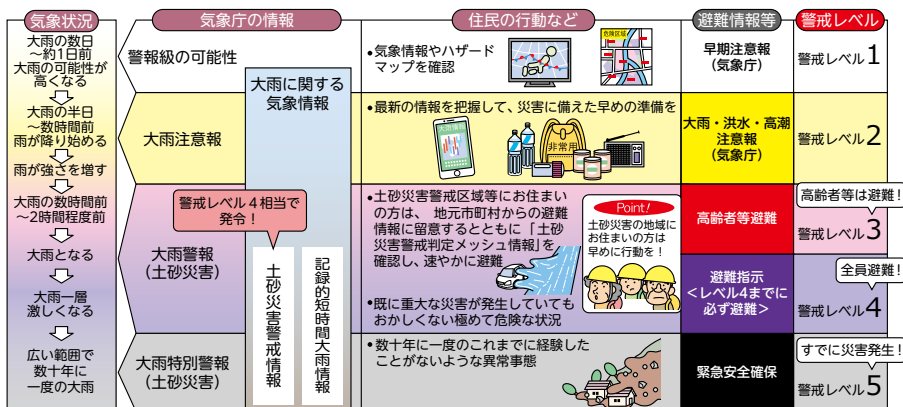 気象状況
気象庁の情報
住民の行動など
避難情報等
警戒レベル
大雨の数日
～約1日前
大雨の可能性が
高くなる
大雨の半日
～数時間前
雨が降り始める
雨が強さを増す
大雨の数時間前
～2時間程度前
大雨となる
大雨一層
激しくなる
広い範囲で
数十年に
一度の大雨
警報級の可能性
大雨注意報
大雨警報
（土砂災害）
大雨特別警報
（土砂災害）
大雨に関する
気象情報
警戒レベル4相当で
発令！
土砂災害警戒情報
記録的短時間大雨情報
•気象情報やハザード
マップを確認
危険区域
•最新の情報を把握して、災害に備えた早めの準備を
大雨情報
非常用
•土砂災害警戒区域等にお住まい
の方は、 地元市町村からの避難
情報に留意するとともに「土砂
災害警戒判定メッシュ情報」を
確認し、速やかに避難
Point!
土砂災害の地域に
お住まいの方は
早めに行動を！
•既に重大な災害が発生していても
おかしくない極めて危険な状況
•数十年に一度のこれまでに経験した
ことがないような異常事態
早期注意報
（気象庁）
大雨・洪水・高潮
注意報
（気象庁）
高齢者等避難
避難指示
＜レベル4までに
必ず避難＞
緊急安全確保
警戒レベル1
警戒レベル2
高齢者等は避難！
警戒レベル3
全員避難！
警戒レベル4
すでに災害発生！
警戒レベル5